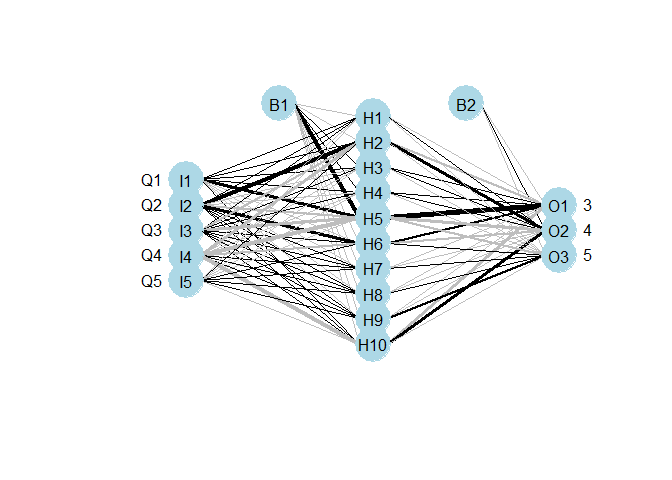 B1 B2
H1
H2
H3
Q1 I1 H4
Q2 I2 H5 O1 3
Q3 I3 H6 O2 4
Q4 I4 H7 O3 5
Q5 I5 H8
H9
H10